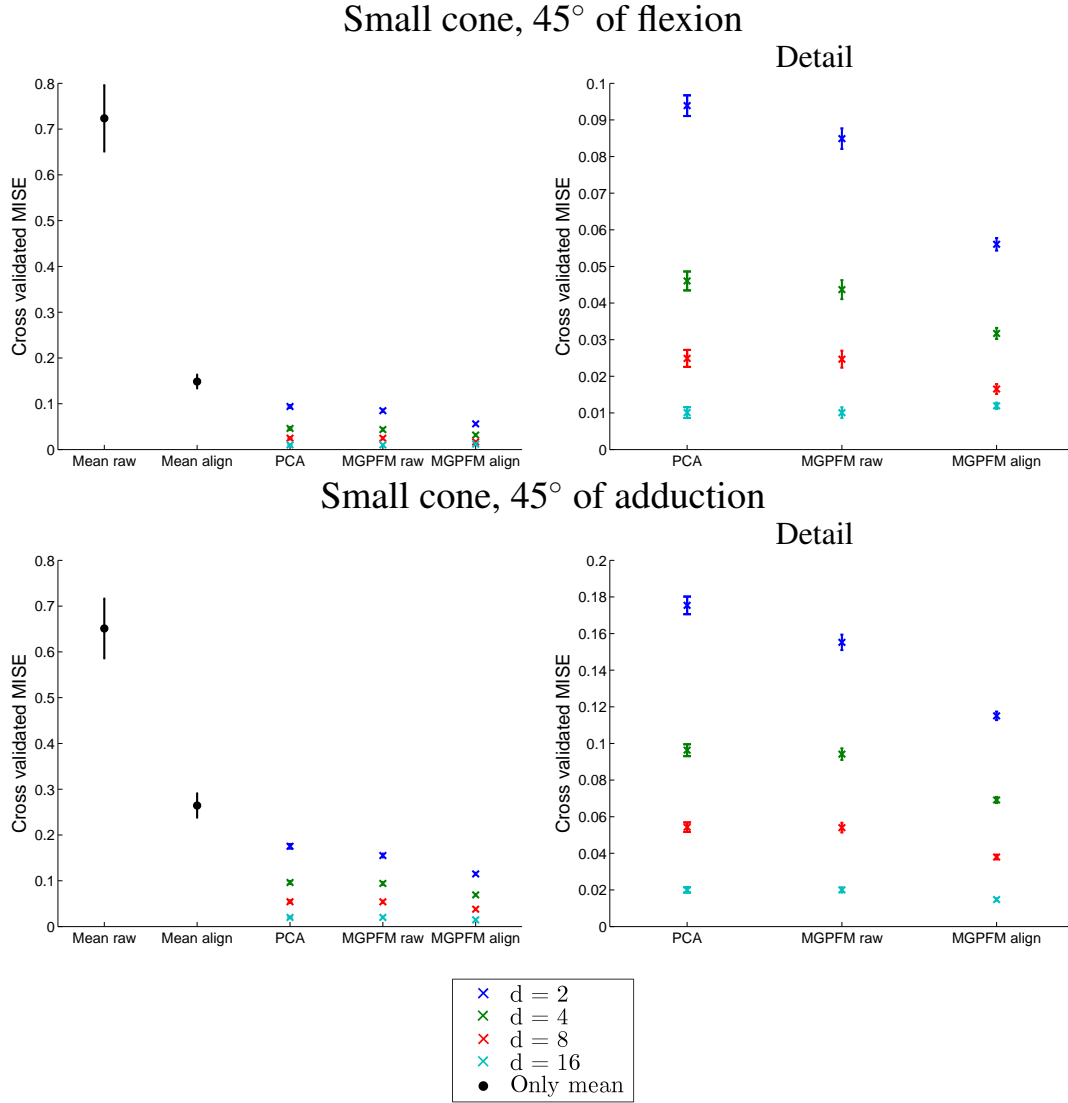 Small cone, 45° of flexion
Detail
Cross validated MISE
0.8
0.7
0.6
0.5
0.4
0.3
0.2
0.1
0
Mean raw Mean align PCA MGPFM raw MGPFM align
Cross validated MISE
0.1
0.09
0.08
0.07
0.06
0.05
0.04
0.03
0.02
0.01
0
PCA MGPFM raw MGPFM align
Small cone, 45° of adduction
Detail
Cross validated MISE
0.8
0.7
0.6
0.5
0.4
0.3
0.2
0.1
0
Mean raw Mean align PCA MGPFM raw MGPFM align
Cross validated MISE
0.2
0.18
0.16
0.14
0.12
0.1
0.08
0.06
0.04
0.02
0
PCA MGPFM raw MGPFM align
d = 2
d = 4
d = 8
d = 16
Only mean